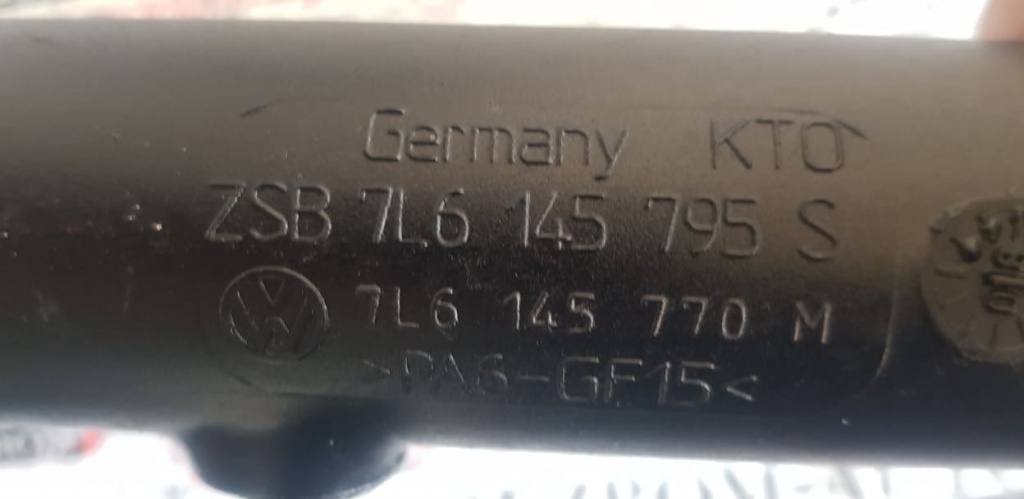 Germany KTO
ZSB 7L6 145 795 S
7L6 145 770 M
>PA6-GF15<